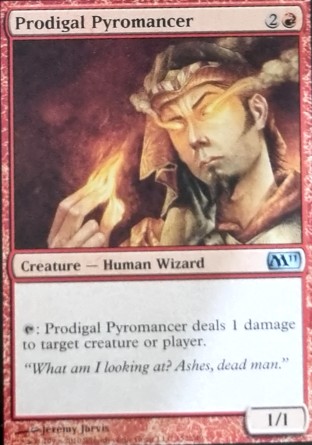 Prodigal Pyromancer 2
Creature — Human Wizard M11
: Prodigal Pyromancer deals 1 damage
to target creature or player.
"What am I looking at? Ashes, dead man."
Jeremy Jarvis
1/1